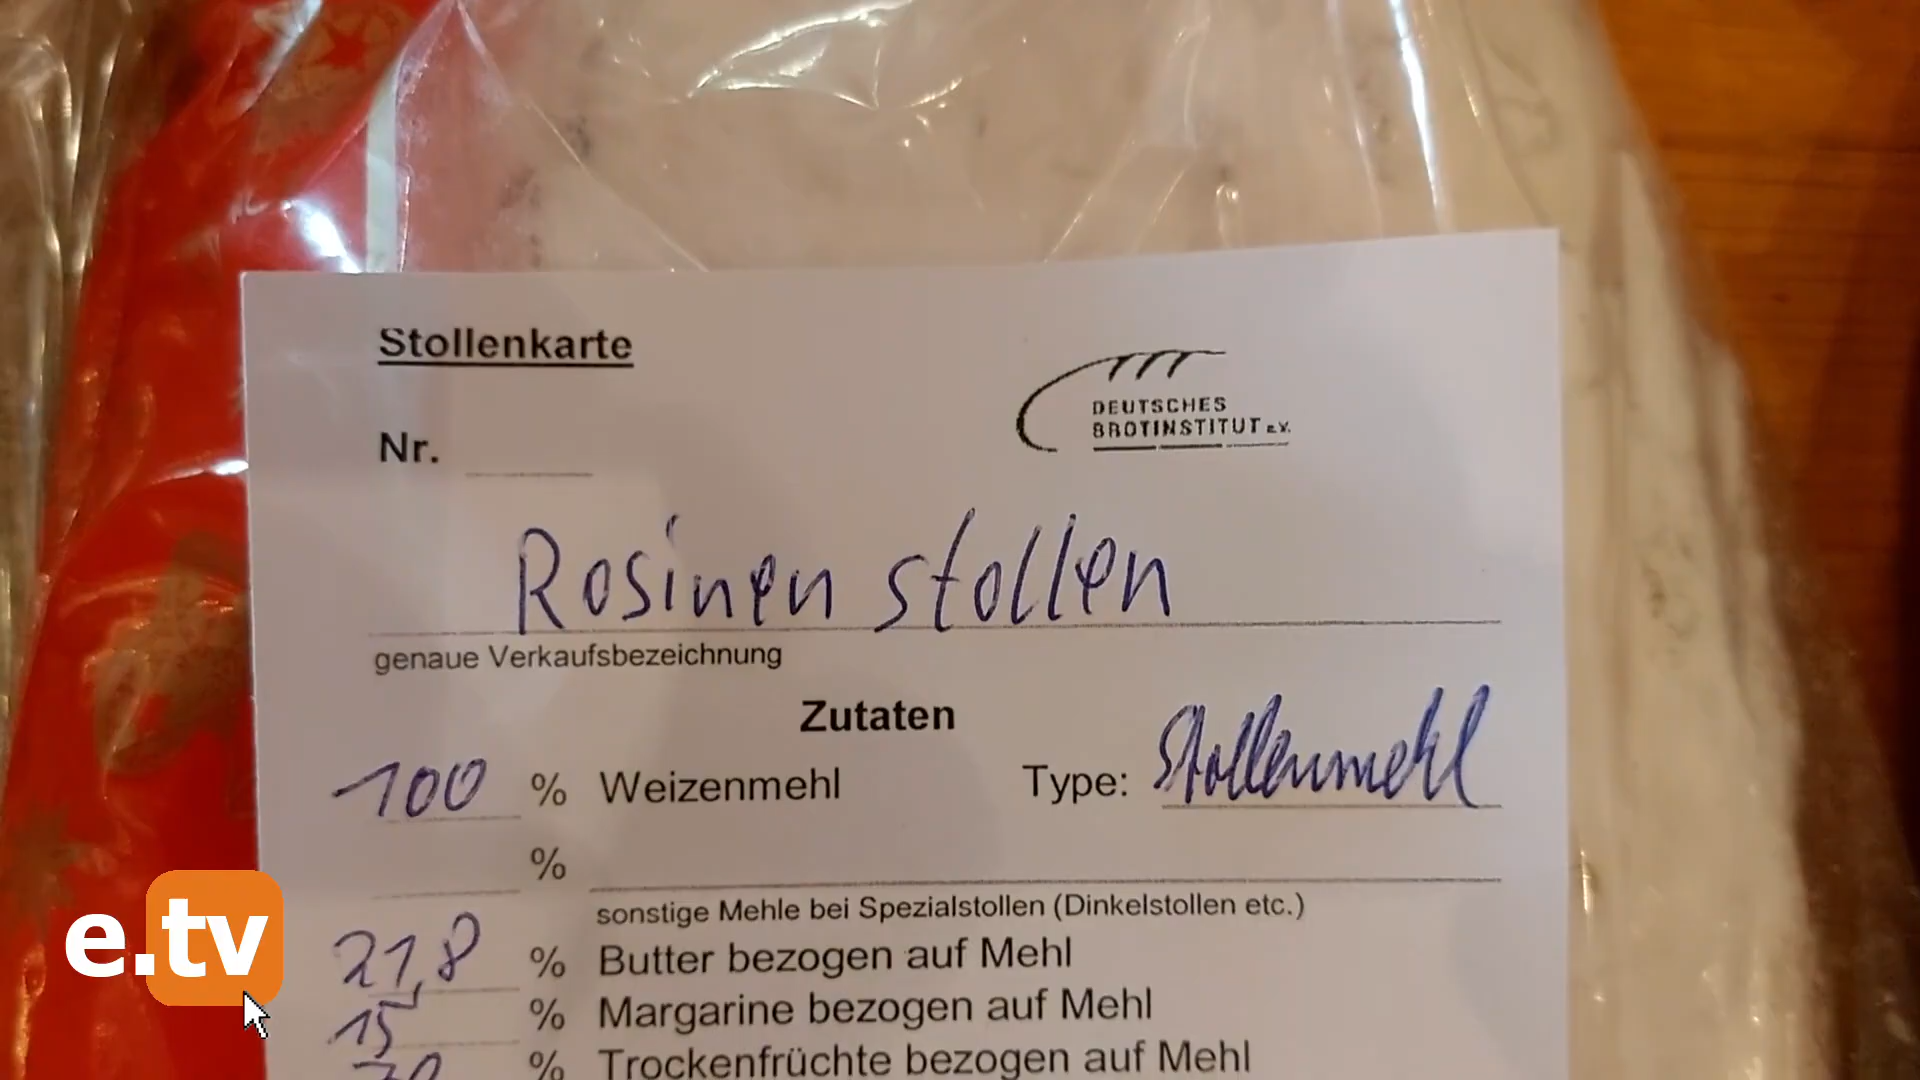 Stollenkarte
DEUTSCHES
BROTINSTITUT e.V.
Nr.
Rosinenstollen
genaue Verkaufsbezeichnung
Zutaten
100 % Weizenmehl Type: Stollenmehl
%
sonstige Mehle bei Spezialstollen (Dinkelstollen etc.)
21,8 % Butter bezogen auf Mehl
15 % Margarine bezogen auf Mehl
% Trockenfrüchte bezogen auf Mehl
e.tv